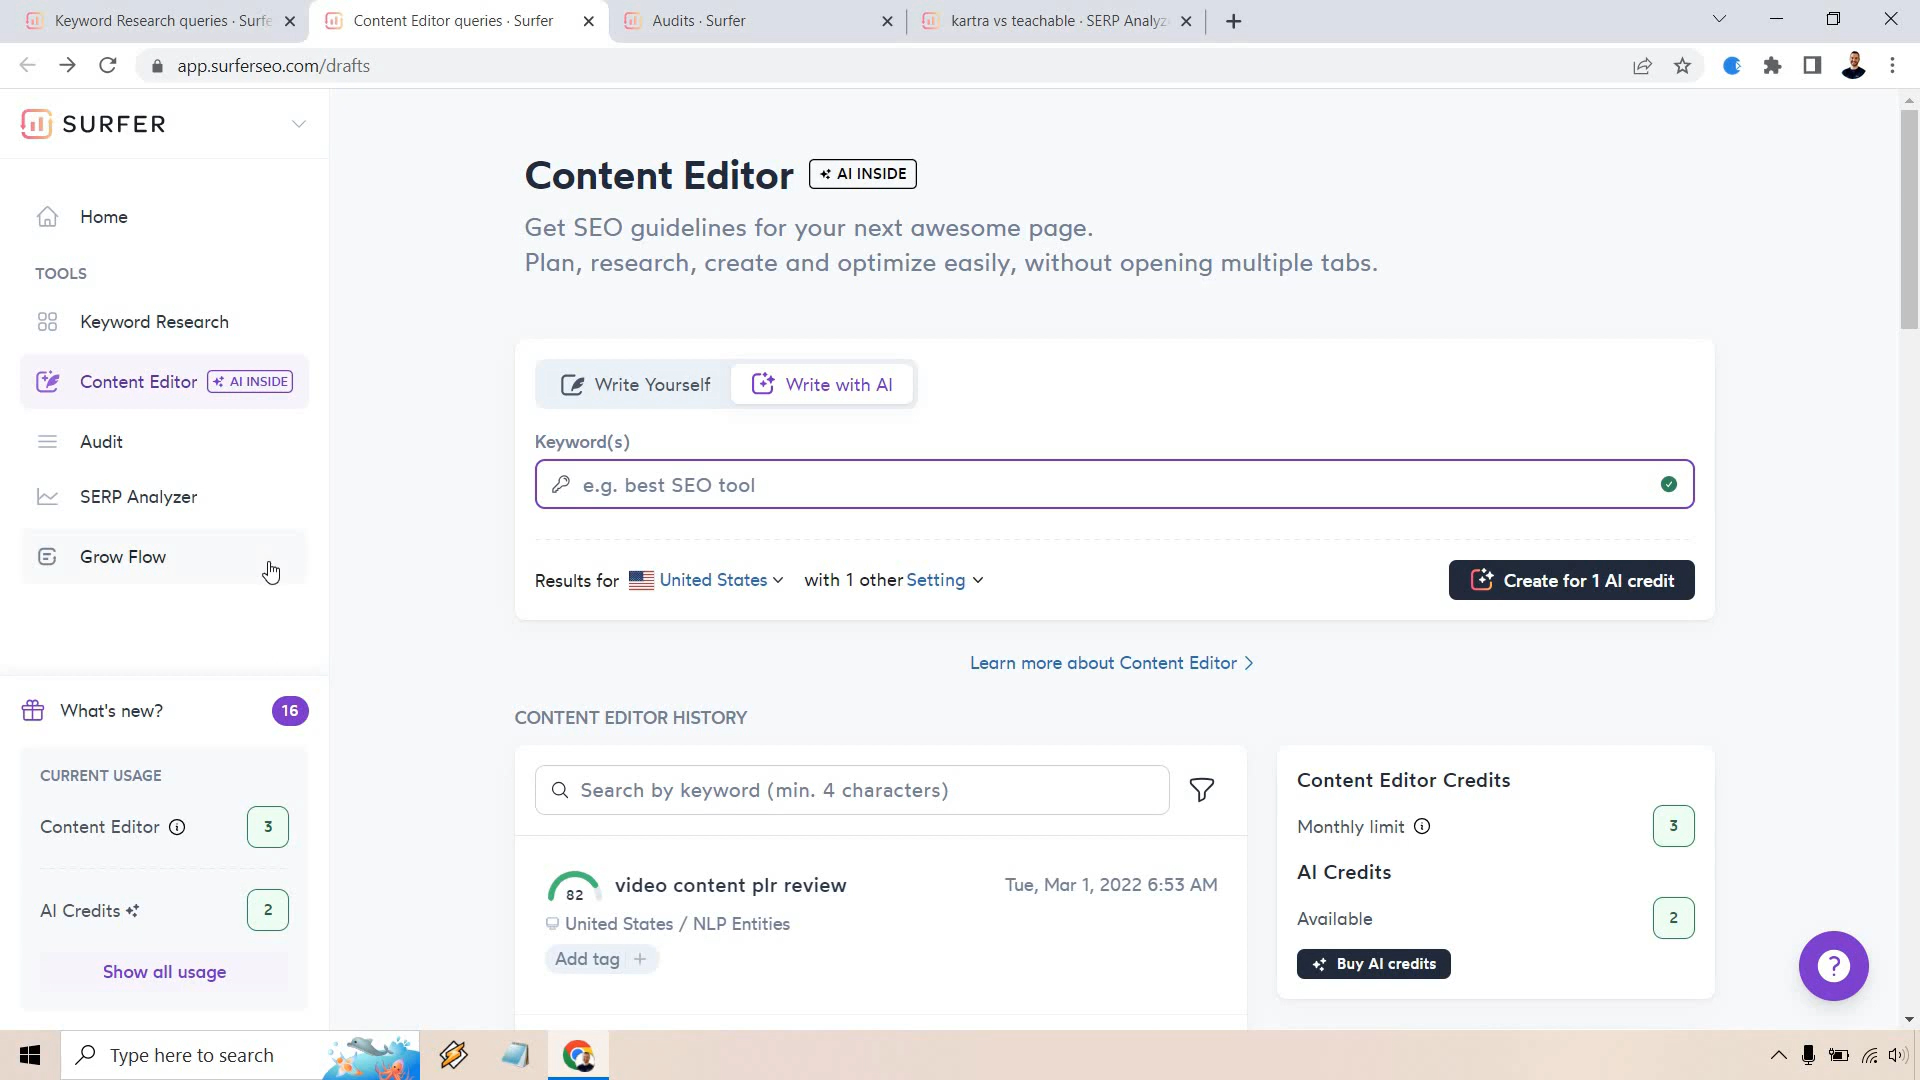 Keyword Research queries · Surfe
Content Editor queries · Surfer
Audits · Surfer
kartra vs teachable · SERP Analyz
app.surferseo.com/drafts
SURFER
Home
TOOLS
Keyword Research
Content Editor AI INSIDE
Audit
SERP Analyzer
Grow Flow
What's new? 16
CURRENT USAGE
Content Editor 3
AI Credits 2
Show all usage
Content Editor AI INSIDE
Get SEO guidelines for your next awesome page.
Plan, research, create and optimize easily, without opening multiple tabs.
Write Yourself Write with AI
Keyword(s)
e.g. best SEO tool
Results for United States with 1 other Setting
Create for 1 AI credit
Learn more about Content Editor
CONTENT EDITOR HISTORY
Search by keyword (min. 4 characters)
82 video content plr review Tue, Mar 1, 2022 6:53 AM
United States / NLP Entities
Add tag +
Content Editor Credits
Monthly limit 3
AI Credits
Available 2
Buy AI credits
?
Type here to search